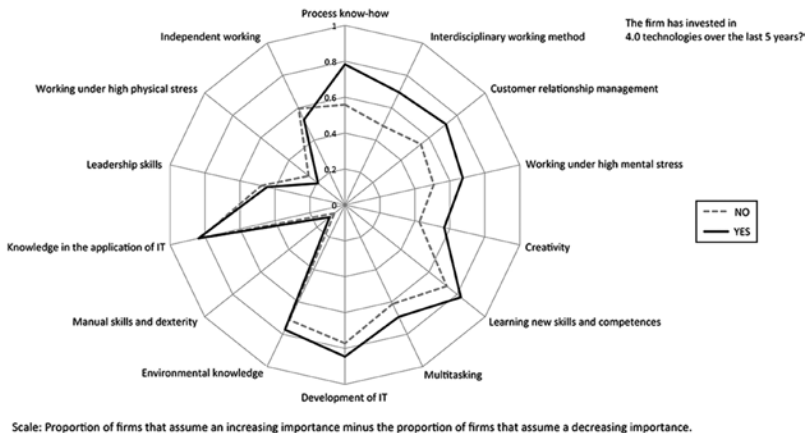 Process know-how
The firm has invested in
4.0 technologies over the last 5 years?"
Independent working
Interdisciplinary working method
Working under high physical stress
Customer relationship management
Leadership skills
Working under high mental stress
1
0.8
0.6
0.4
0.2
0
NO
YES
Knowledge in the application of IT
Creativity
Manual skills and dexterity
Learning new skills and competences
Environmental knowledge
Multitasking
Development of IT
Scale: Proportion of firms that assume an increasing importance minus the proportion of firms that assume a decreasing importance.